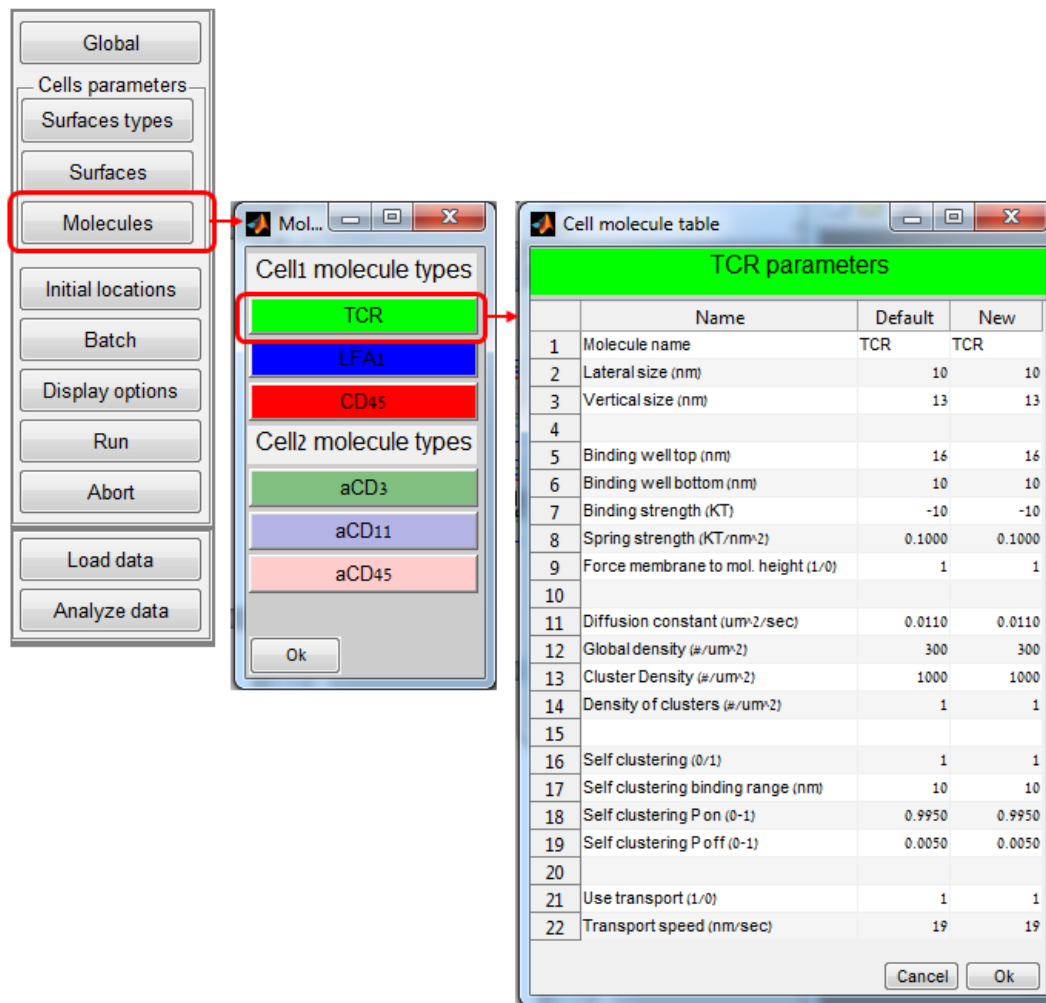 Global
Cells parameters
Surfaces types
Surfaces
Molecules
Initial locations
Batch
Display options
Run
Abort
Load data
Analyze data
Mol...
Cell1 molecule types
TCR
LFA1
CD45
Cell2 molecule types
aCD3
aCD11
aCD45
Ok
Cell molecule table
TCR parameters
Name Default New
1 Molecule name TCR TCR
2 Lateral size (nm) 10 10
3 Vertical size (nm) 13 13
4
5 Binding well top (nm) 16 16
6 Binding well bottom (nm) 10 10
7 Binding strength (KT) -10 -10
8 Spring strength (KT/nm^2) 0.1000 0.1000
9 Force membrane to mol. height (1/0) 1 1
10
11 Diffusion constant (um^2/sec) 0.0110 0.0110
12 Global density (#/um^2) 300 300
13 Cluster Density (#/um^2) 1000 1000
14 Density of clusters (#/um^2) 1 1
15
16 Self clustering (0/1) 1 1
17 Self clustering binding range (nm) 10 10
18 Self clustering P on (0-1) 0.9950 0.9950
19 Self clustering P off (0-1) 0.0050 0.0050
20
21 Use transport (1/0) 1 1
22 Transport speed (nm/sec) 19 19
Cancel Ok